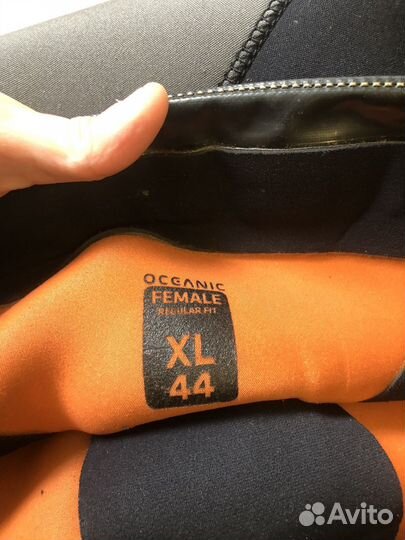 OCEANIC
FEMALE
REGULAR FIT
XL
44
Avito